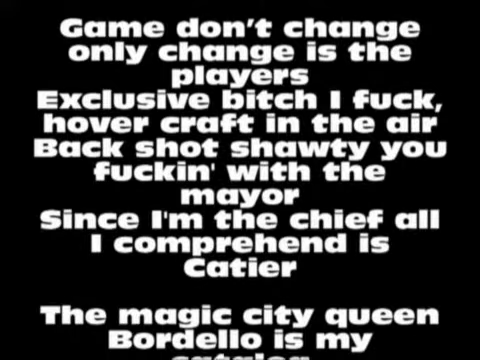 Game don't change
only change is the
players
Exclusive bitch I fuck,
hover craft in the air
Back shot shawty you
fuckin' with the
mayor
Since I'm the chief all
I comprehend is
Catier
The magic city queen
Bordello is my